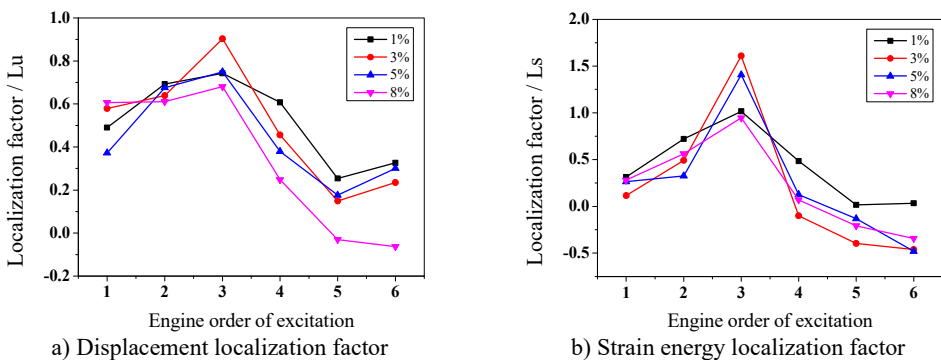 1.0
0.8
0.6
0.4
0.2
0.0
-0.2
Localization factor / Lu
1%
3%
5%
8%
1 2 3 4 5 6
Engine order of excitation
a) Displacement localization factor
2.0
1.5
1.0
0.5
0.0
-0.5
Localization factor / Ls
1%
3%
5%
8%
1 2 3 4 5 6
Engine order of excitation
b) Strain energy localization factor